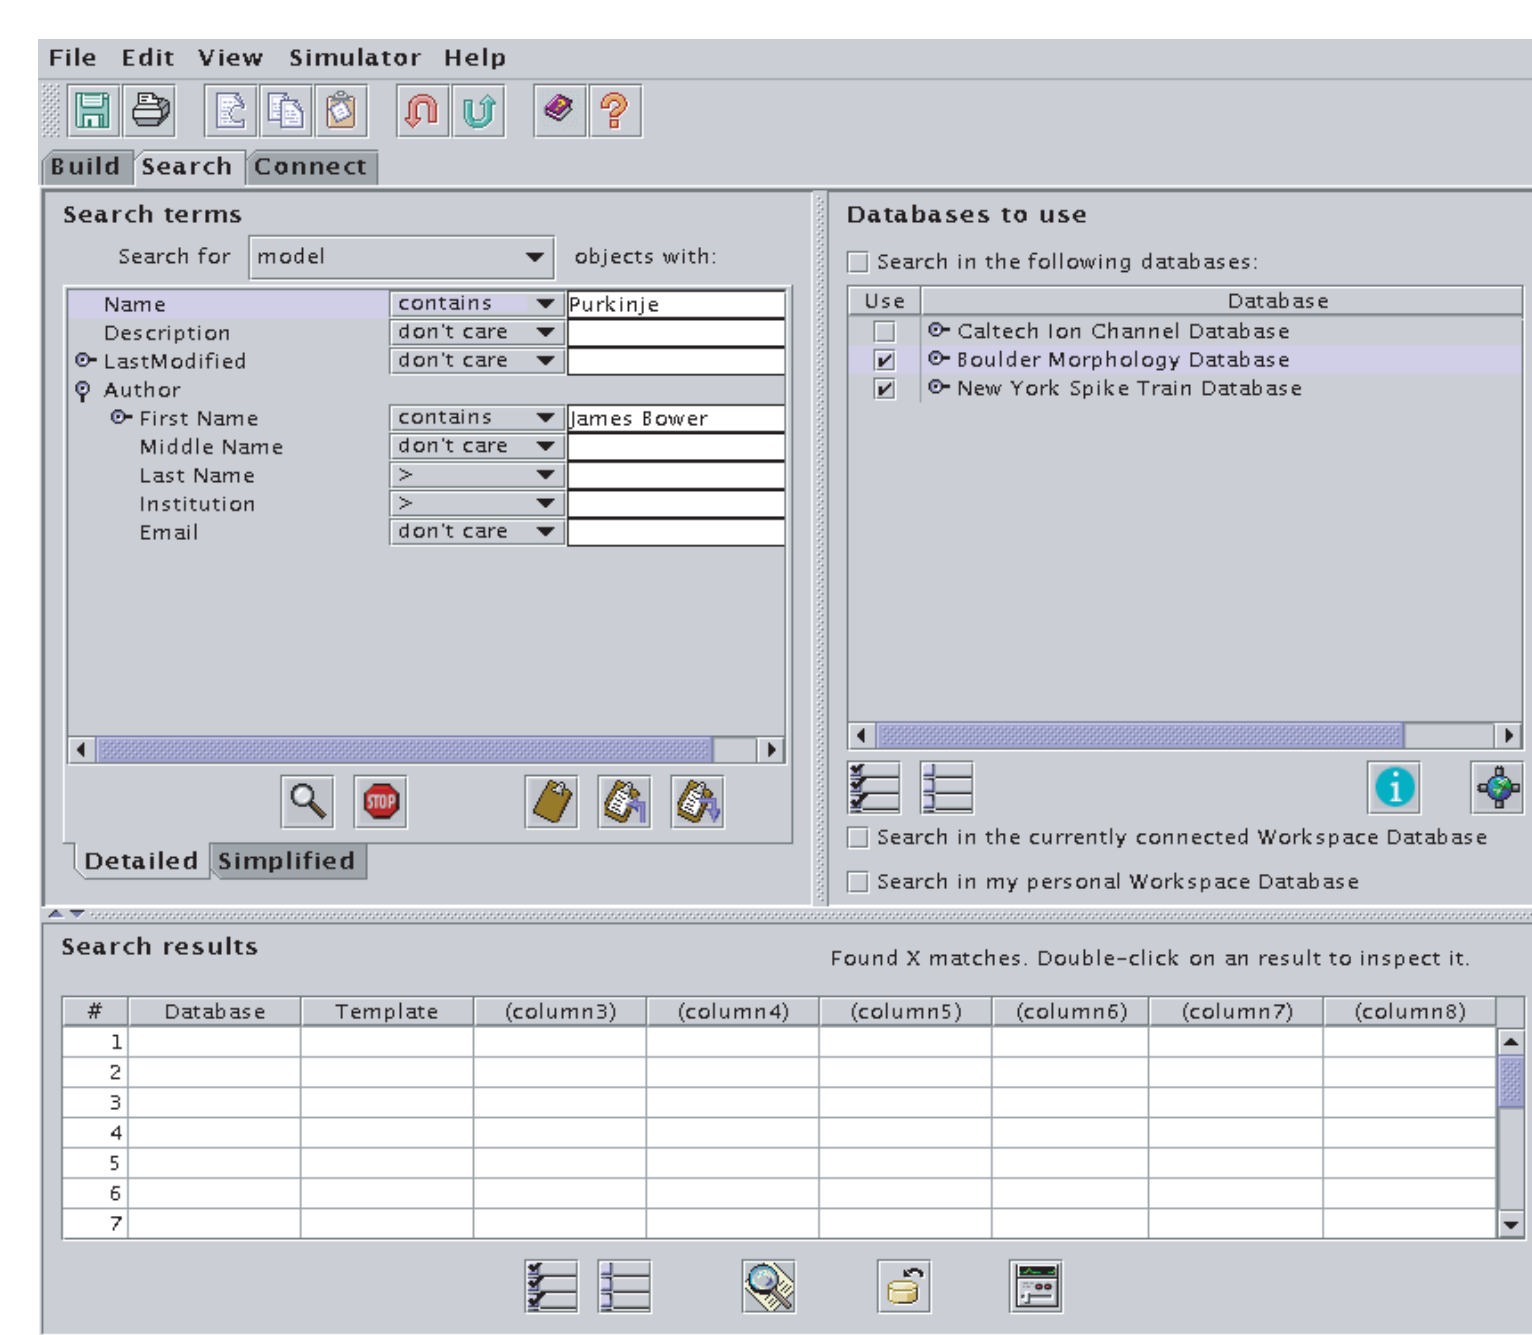 File Edit View Simulator Help
Build Search Connect
Search terms
Search for model objects with:
Name contains Purkinje
Description don't care
LastModified don't care
Author
First Name contains James Bower
Middle Name don't care
Last Name >
Institution >
Email don't care
STOP
Detailed Simplified
Databases to use
Search in the following databases:
Use Database
Caltech Ion Channel Database
Boulder Morphology Database
New York Spike Train Database
i
Search in the currently connected Workspace Database
Search in my personal Workspace Database
Search results
Found X matches. Double-click on an result to inspect it.
# Database Template (column3) (column4) (column5) (column6) (column7) (column8)
1
2
3
4
5
6
7